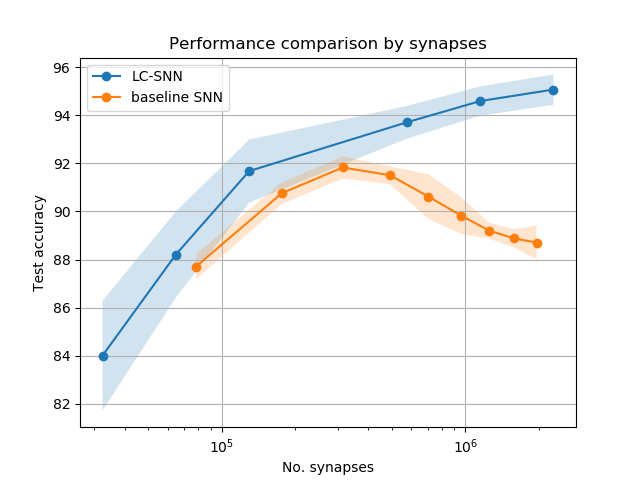 Performance comparison by synapses
LC-SNN
baseline SNN
Test accuracy
96
94
92
90
88
86
84
82
10⁵
10⁶
No. synapses